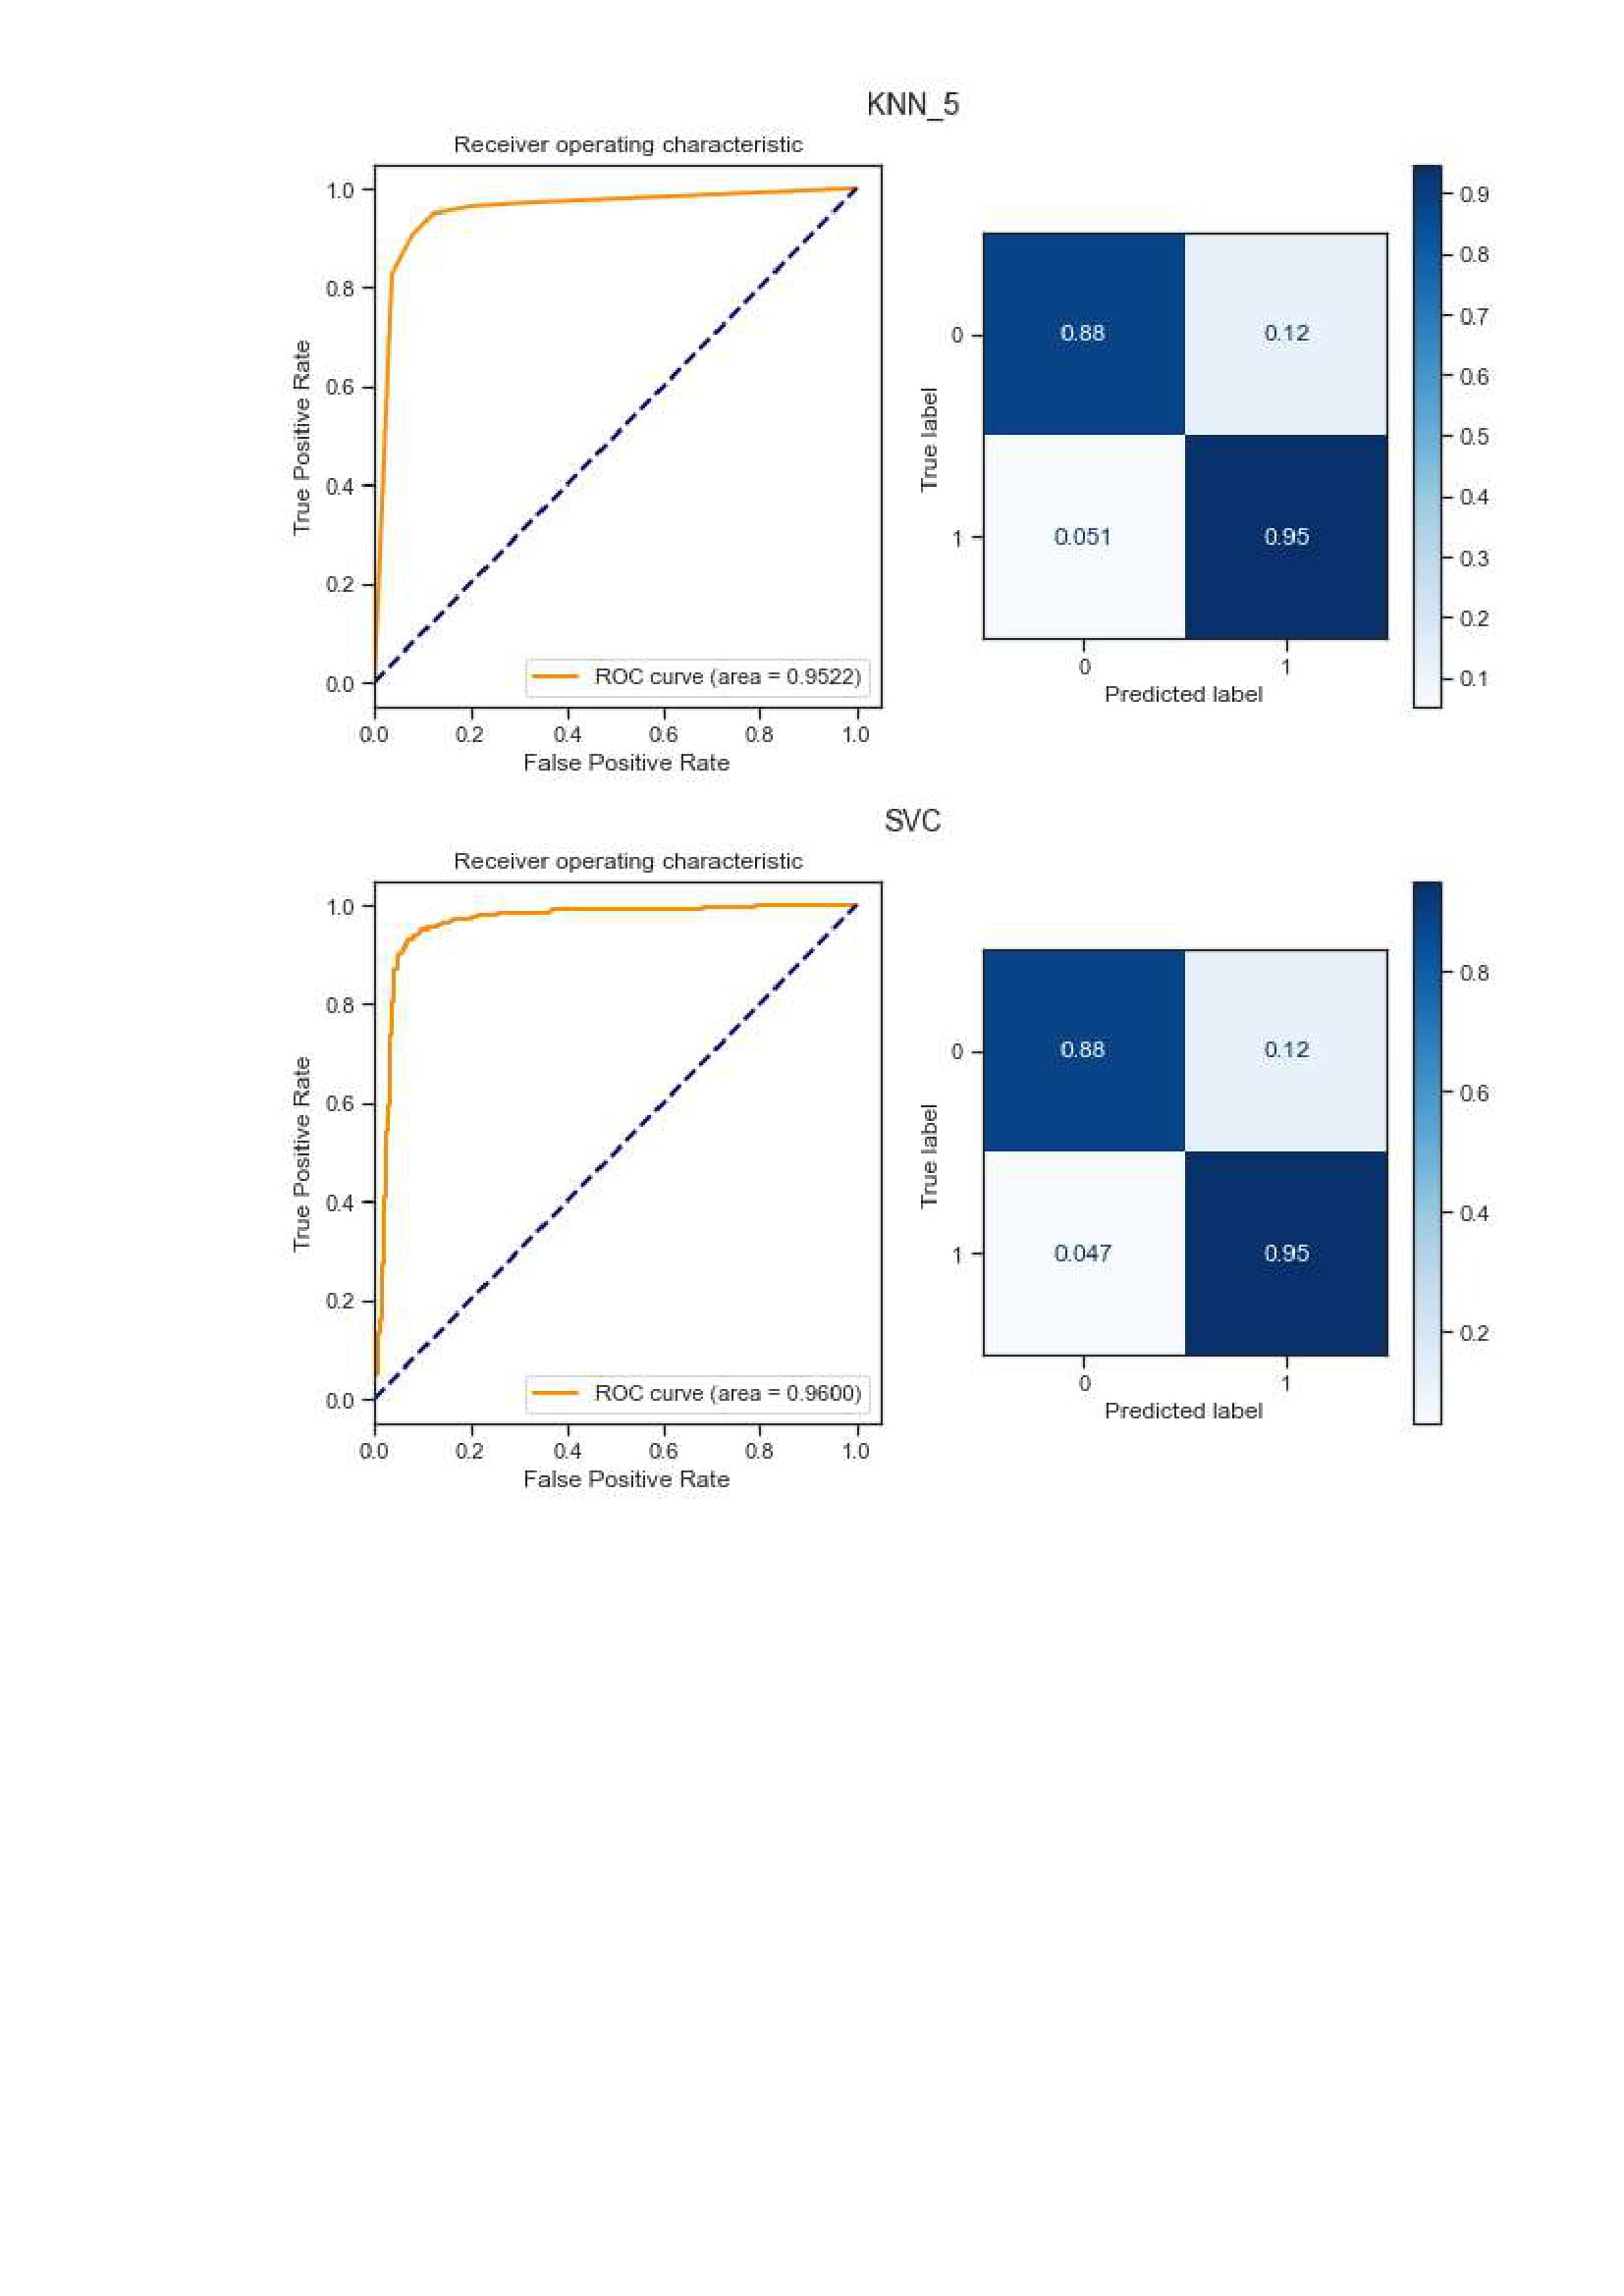 KNN_5
Receiver operating characteristic
1.0
0.8
0.6
0.4
0.2
0.0
True Positive Rate
ROC curve (area = 0.9522)
0.0 0.2 0.4 0.6 0.8 1.0
False Positive Rate
0.88 0.12
0.051 0.95
0
1
True label
0 1
Predicted label
0.9
0.8
0.7
0.6
0.5
0.4
0.3
0.2
0.1
SVC
Receiver operating characteristic
1.0
0.8
0.6
0.4
0.2
0.0
True Positive Rate
ROC curve (area = 0.9600)
0.0 0.2 0.4 0.6 0.8 1.0
False Positive Rate
0.88 0.12
0.047 0.95
0
1
True label
0 1
Predicted label
0.8
0.6
0.4
0.2